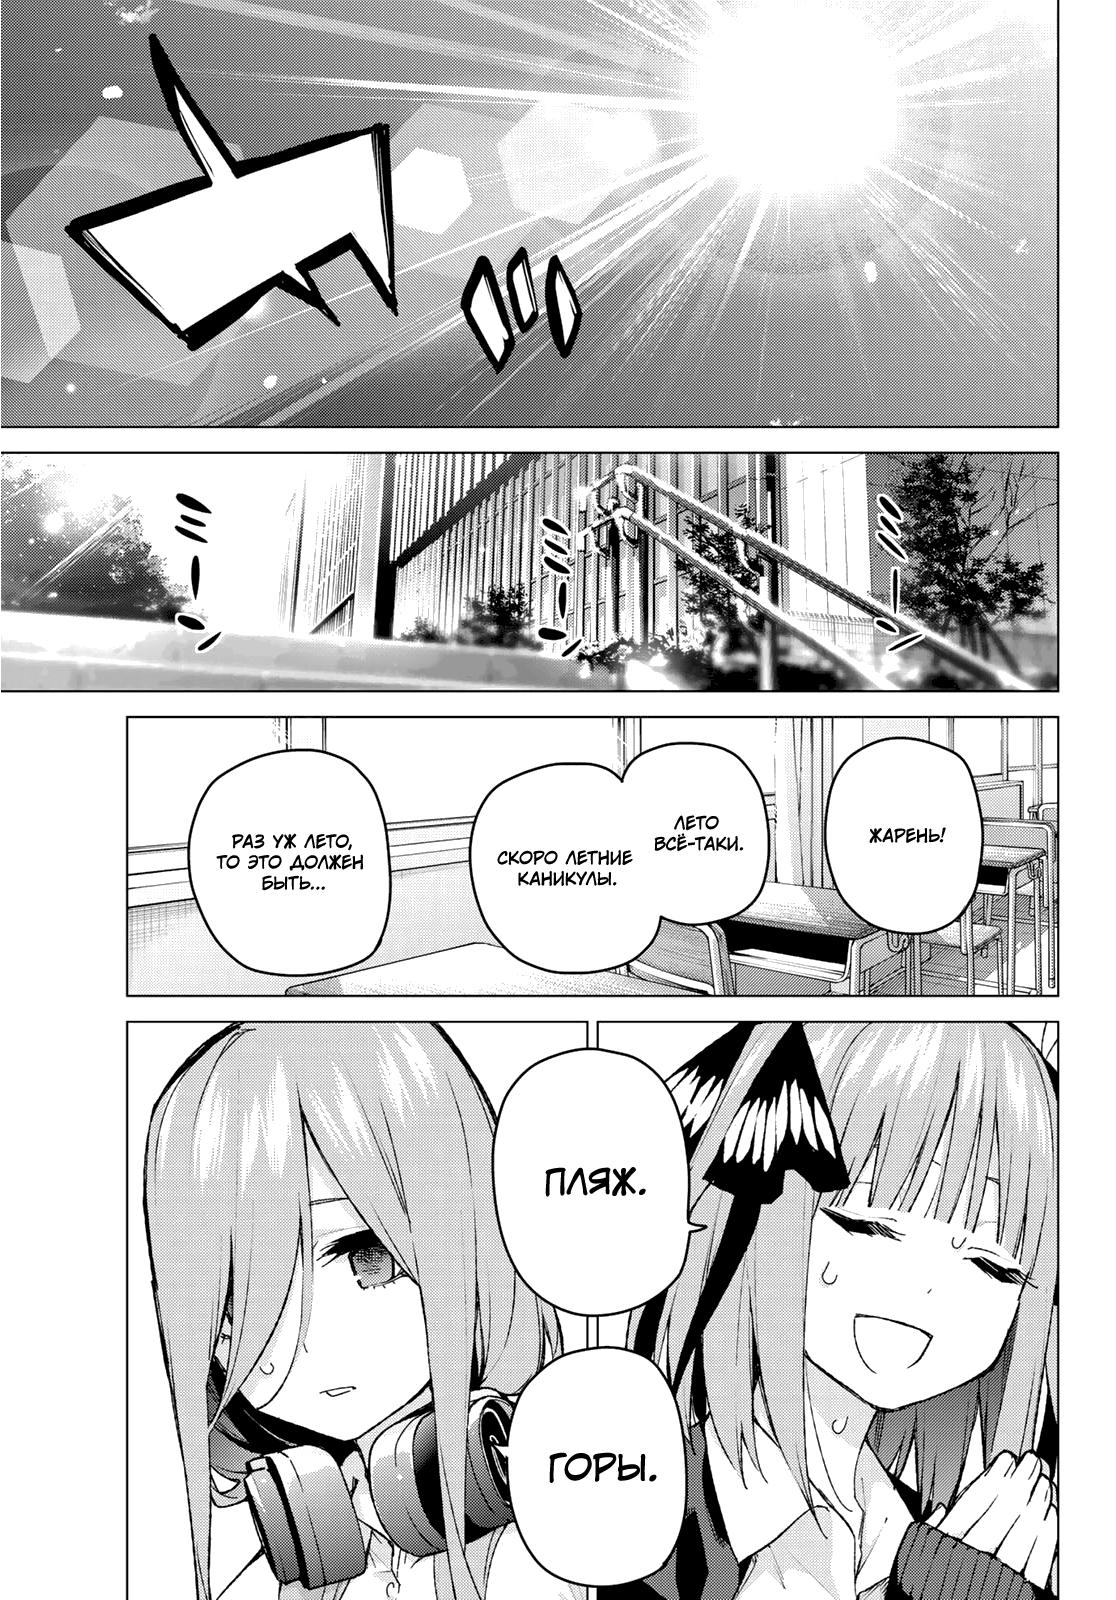 ЖАРЕНЬ!
ЛЕТО
ВСЁ-ТАКИ.
СКОРО ЛЕТНИЕ
КАНИКУЛЫ.
РАЗ УЖ ЛЕТО,
ТО ЭТО ДОЛЖЕН
БЫТЬ...
ПЛЯЖ.
ГОРЫ.